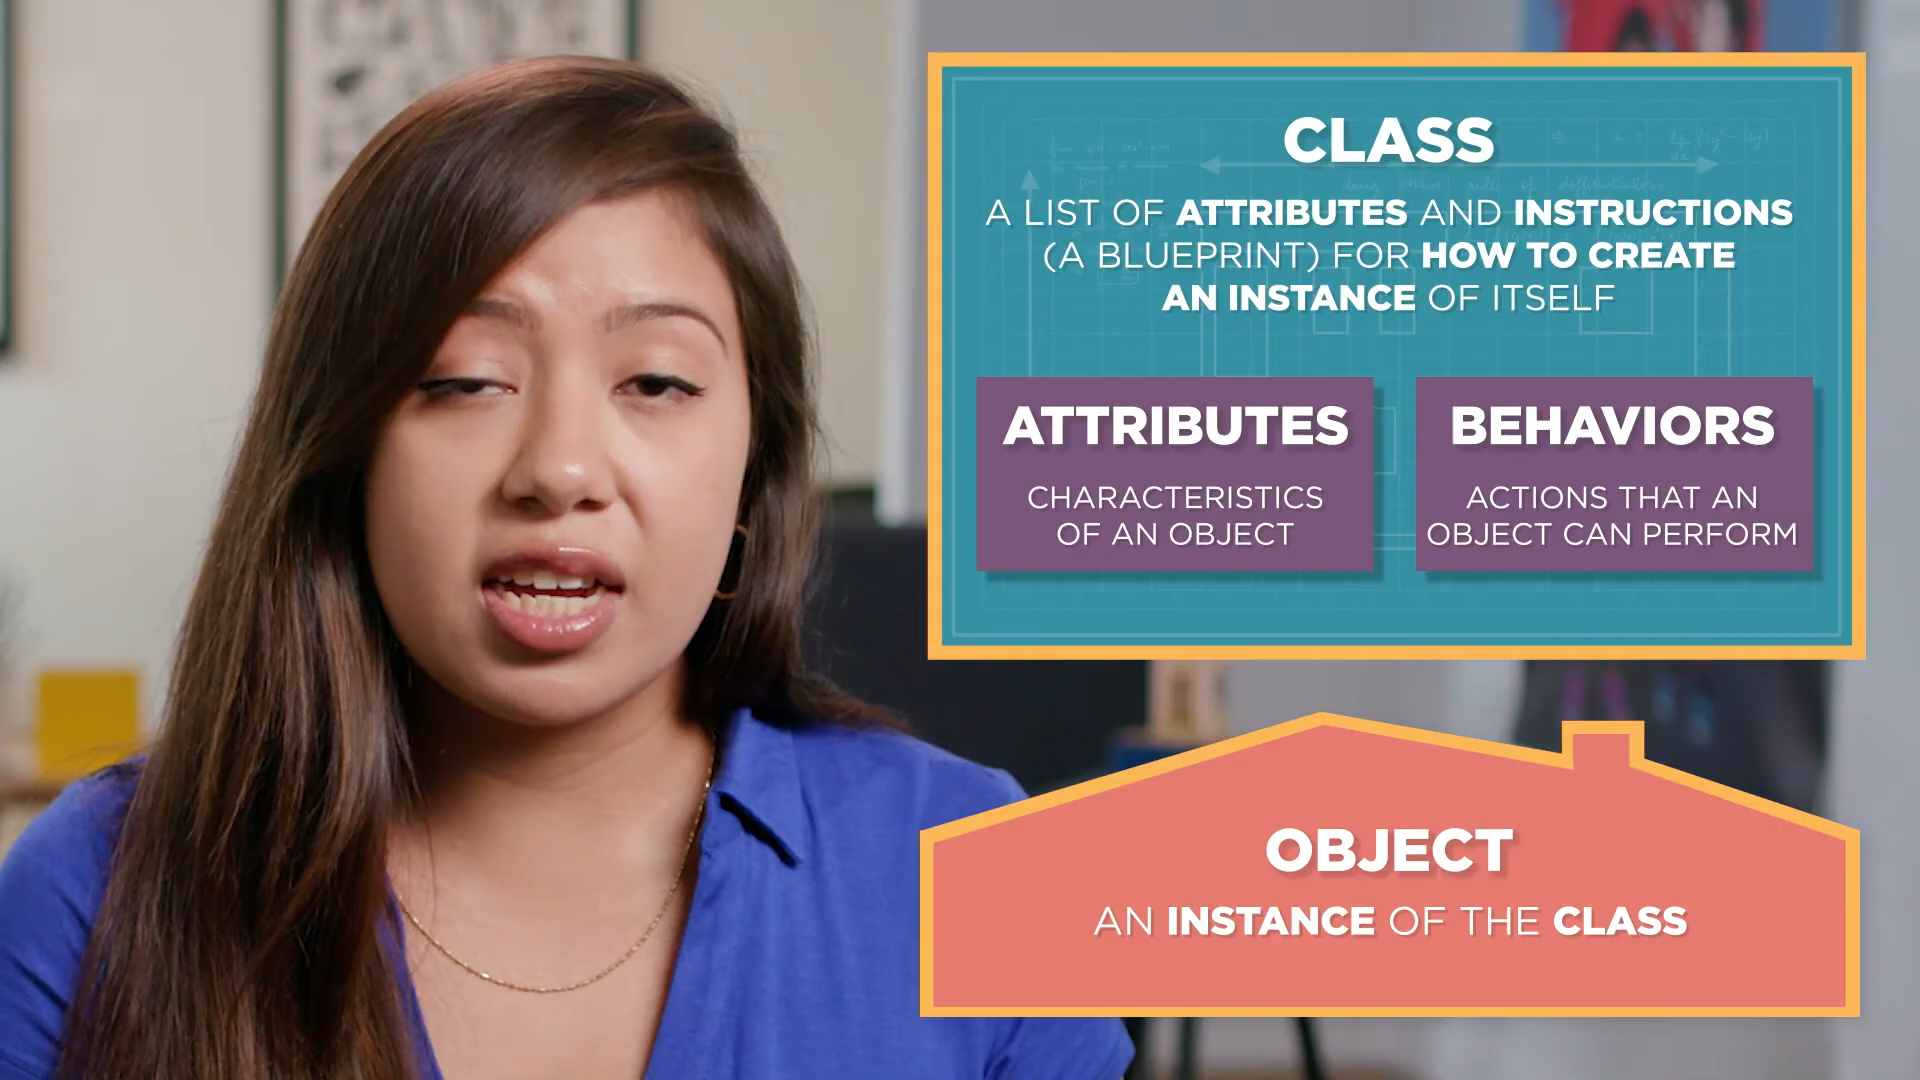 CLASS
A LIST OF ATTRIBUTES AND INSTRUCTIONS
(A BLUEPRINT) FOR HOW TO CREATE
AN INSTANCE OF ITSELF
ATTRIBUTES
CHARACTERISTICS
OF AN OBJECT
BEHAVIORS
ACTIONS THAT AN
OBJECT CAN PERFORM
OBJECT
AN INSTANCE OF THE CLASS